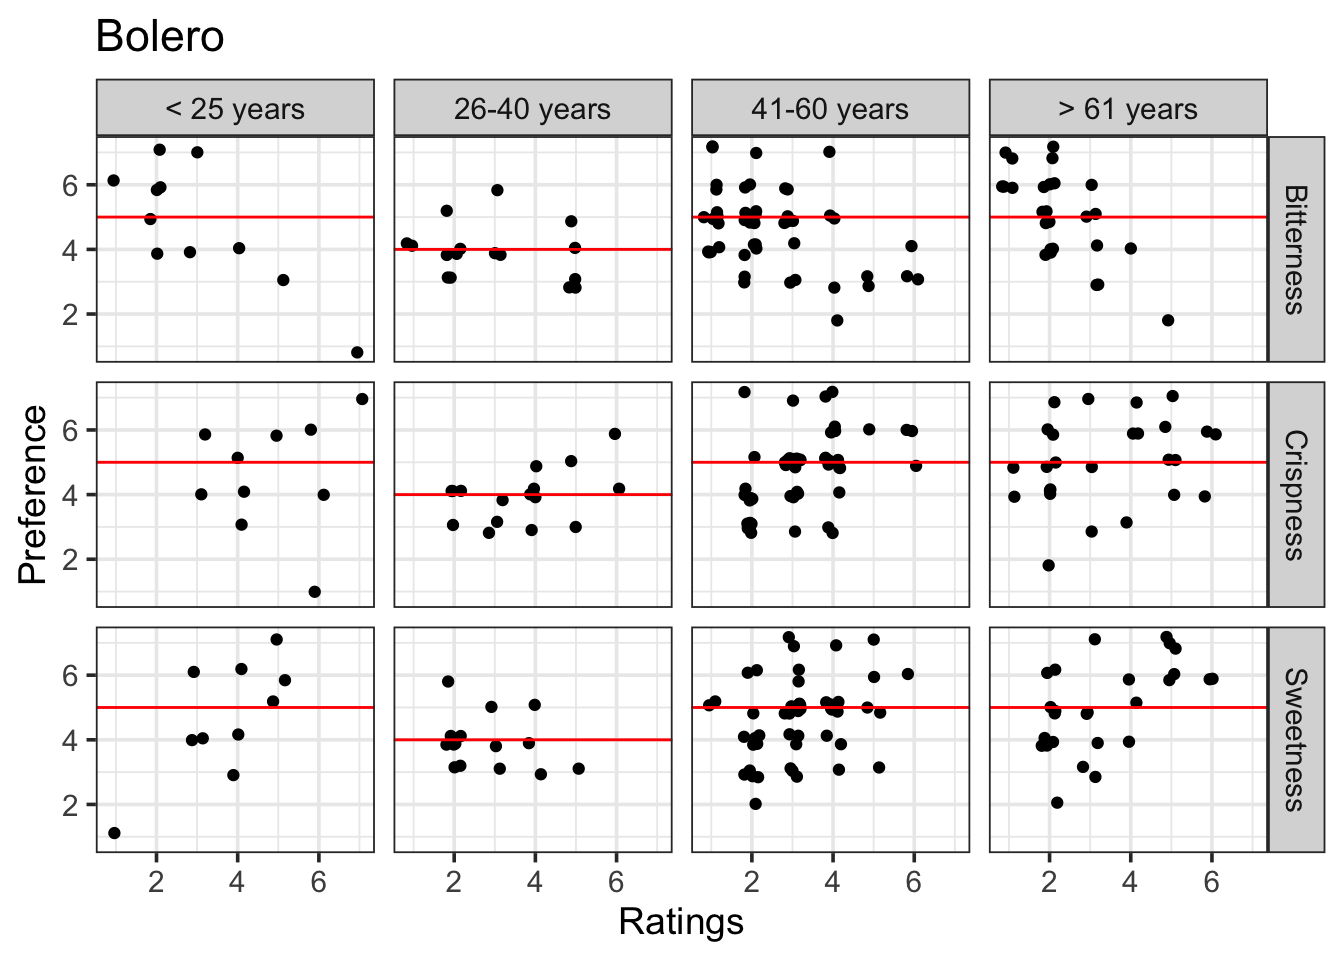 Bolero
< 25 years
26-40 years
41-60 years
> 61 years
Preference
6
4
2
Bitterness
6
4
2
Crispness
6
4
2
Sweetness
2 4 6 2 4 6 2 4 6 2 4 6
Ratings